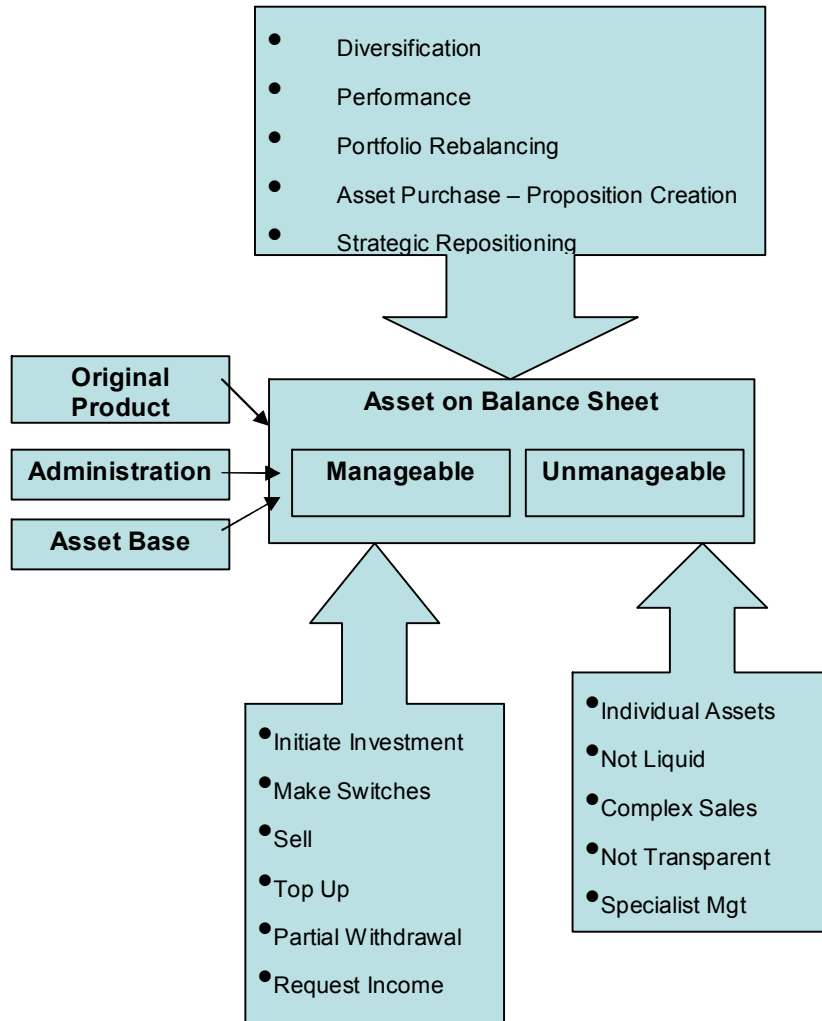 • Diversification
• Performance
• Portfolio Rebalancing
• Asset Purchase – Proposition Creation
• Strategic Repositioning
Original
Product
Administration
Asset Base
Asset on Balance Sheet
Manageable
Unmanageable
•Initiate Investment
•Make Switches
•Sell
•Top Up
•Partial Withdrawal
•Request Income
•Individual Assets
•Not Liquid
•Complex Sales
•Not Transparent
•Specialist Mgt